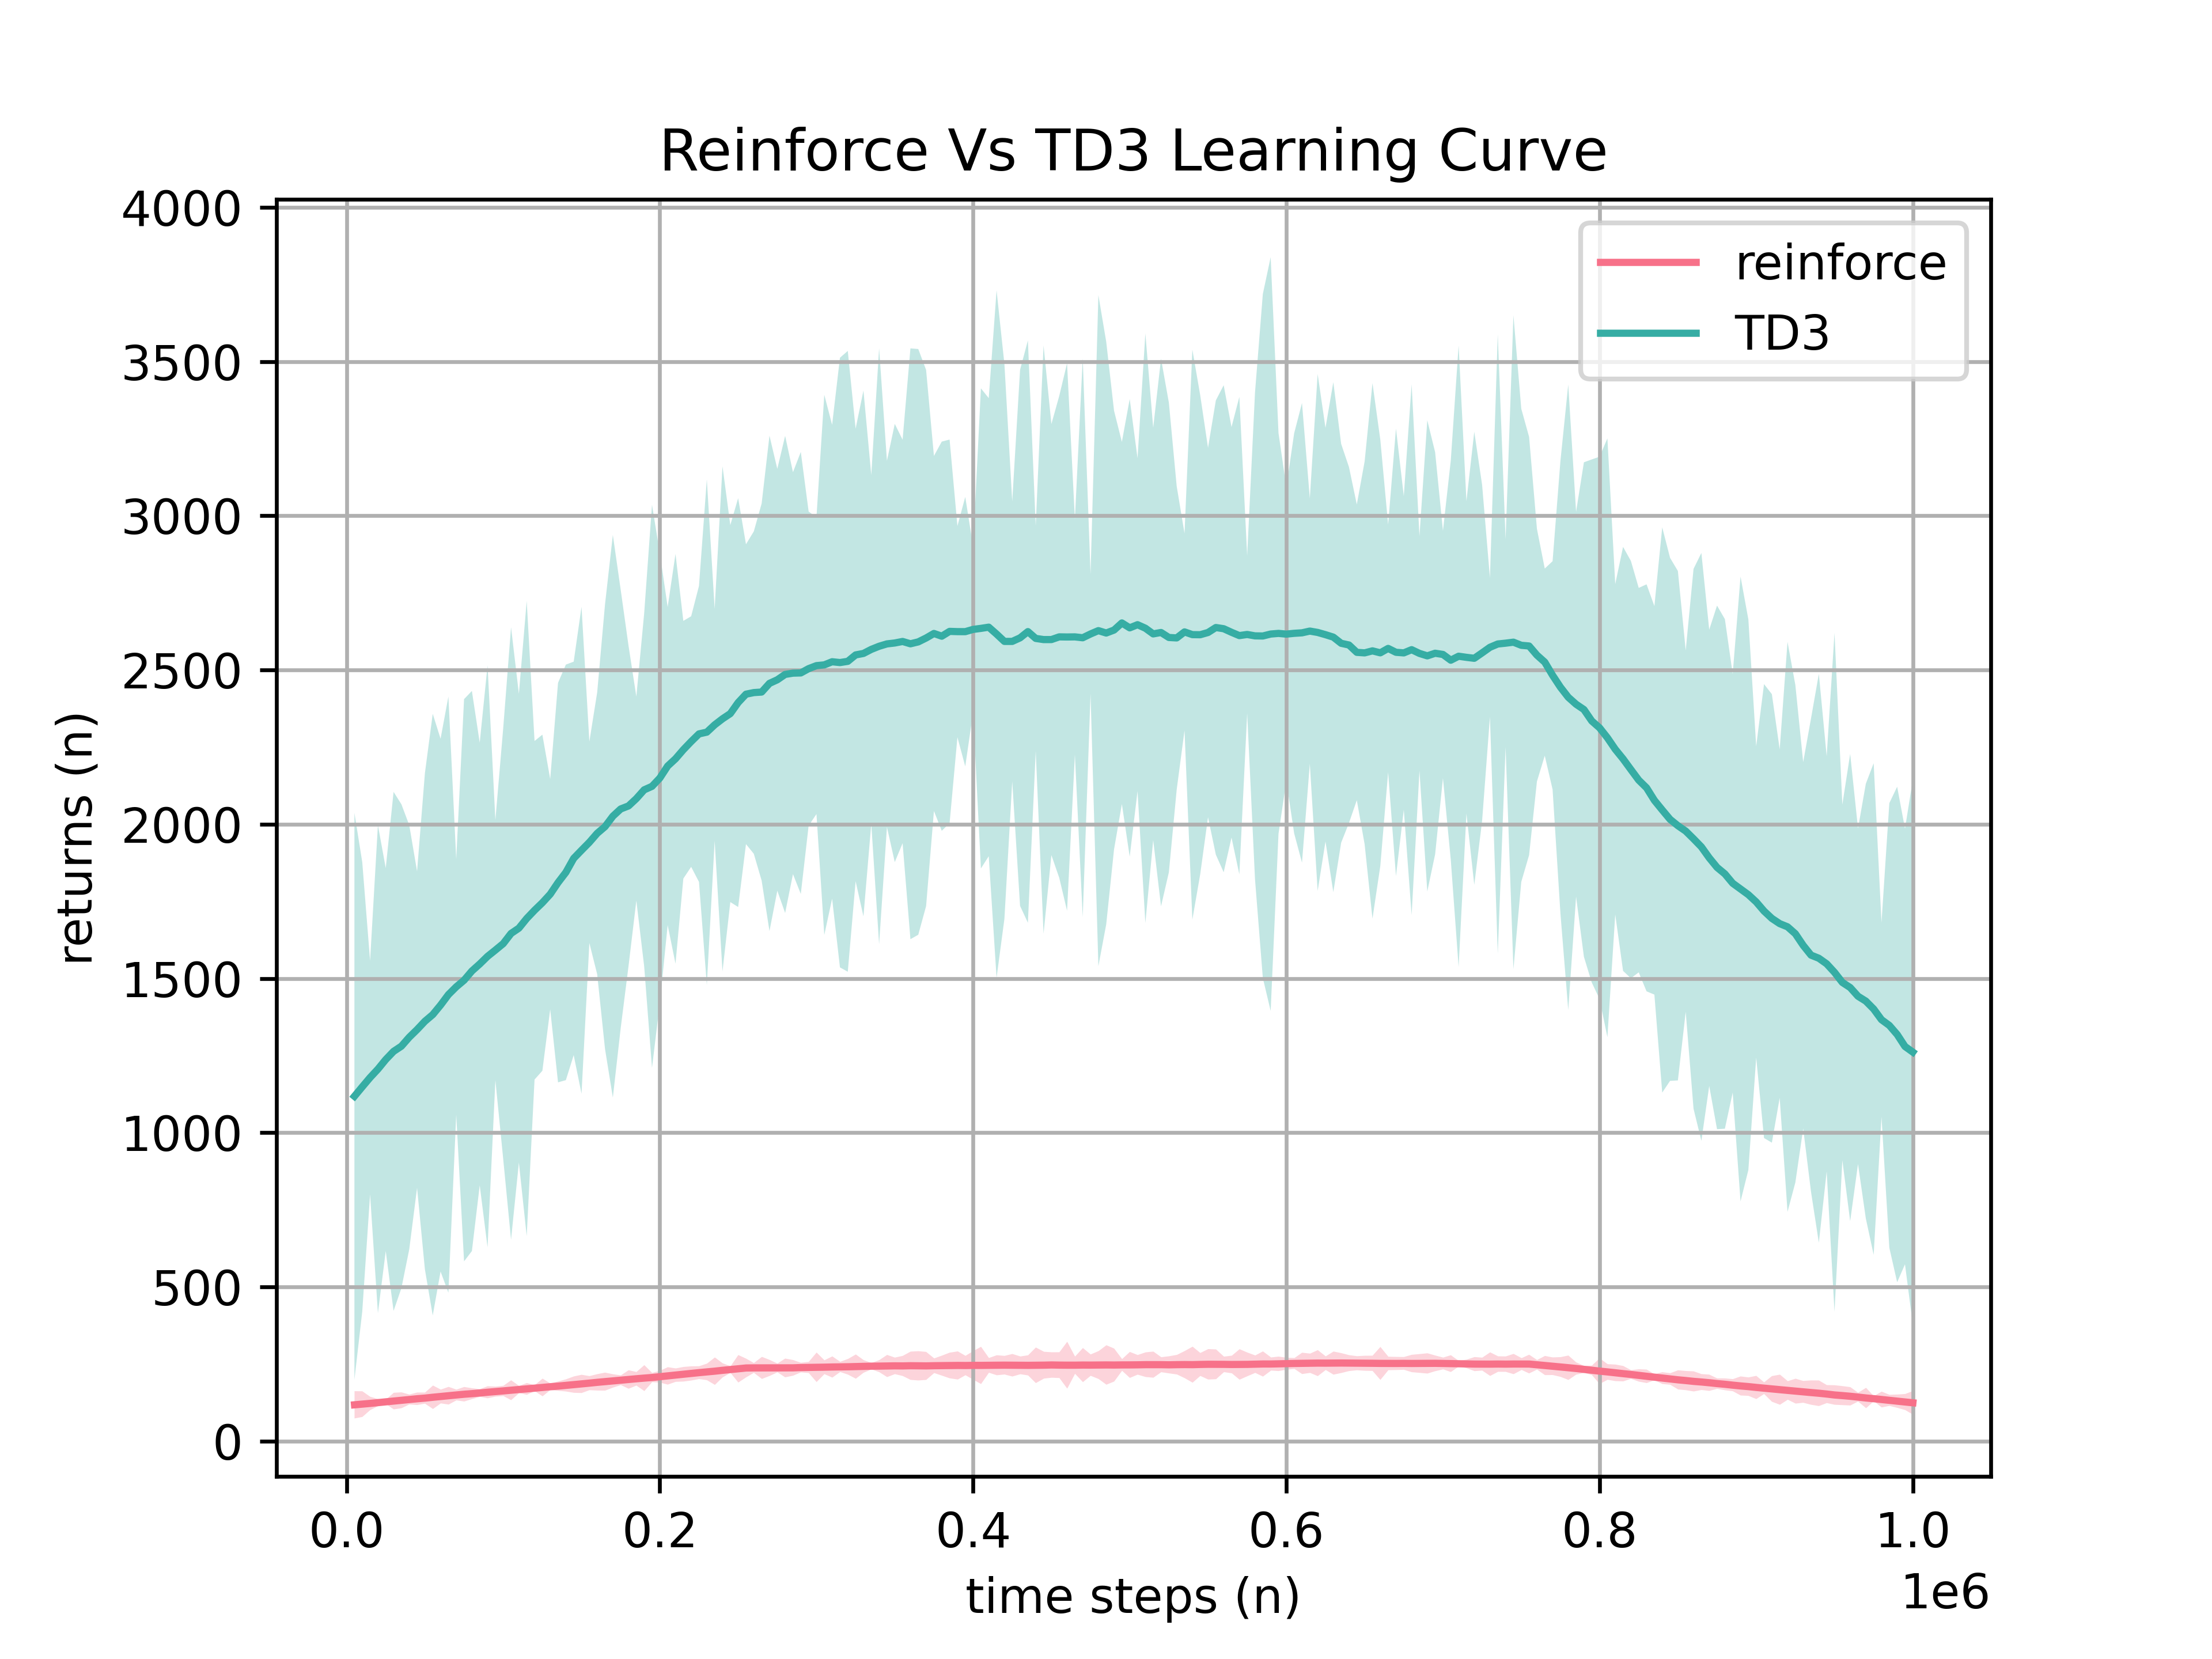 Reinforce Vs TD3 Learning Curve
4000
3500
3000
2500
2000
1500
1000
500
0
returns (n)
reinforce
TD3
0.0 0.2 0.4 0.6 0.8 1.0
1e6
time steps (n)